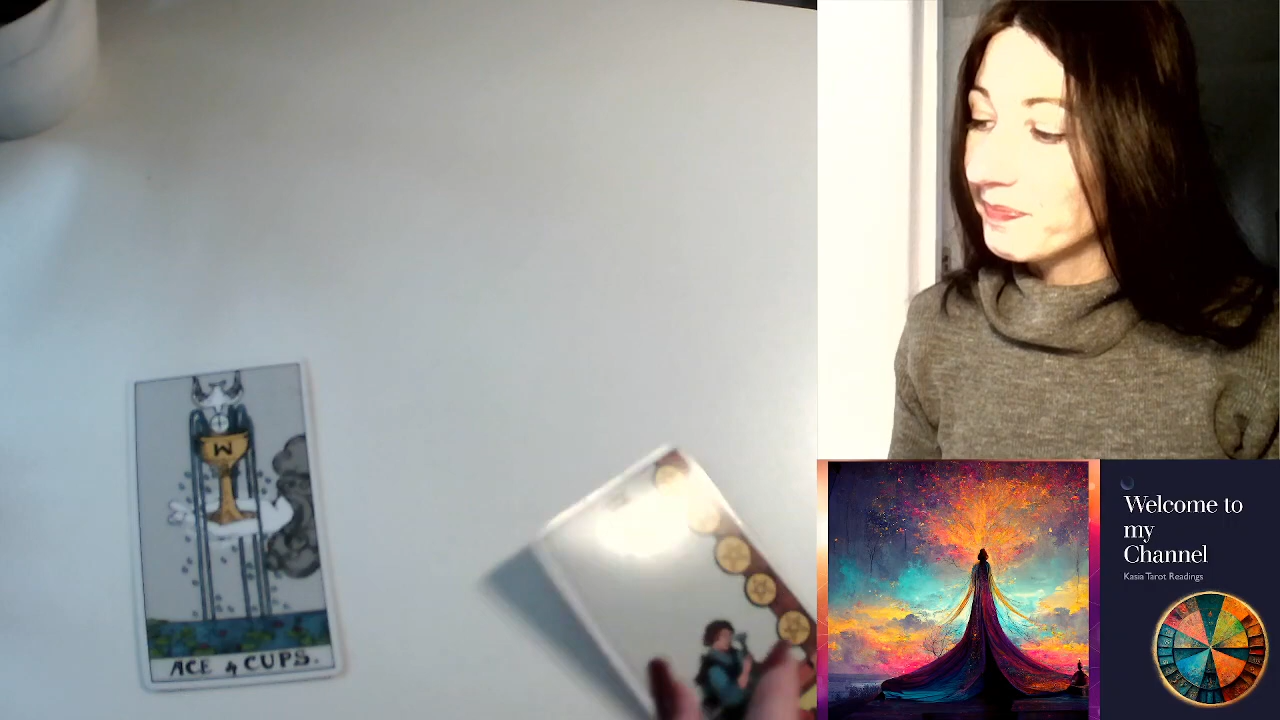 W
ACE of CUPS.
Welcome to
my
Channel
Kasia Tarot Readings